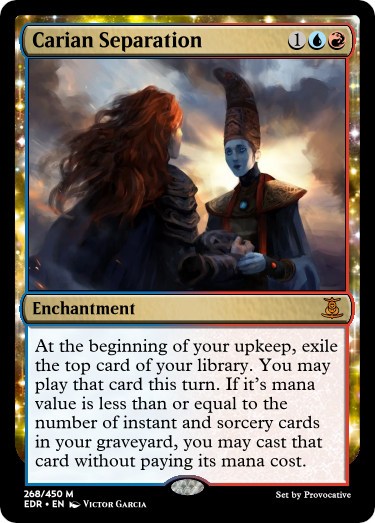 Carian Separation 1
Enchantment
At the beginning of your upkeep, exile
the top card of your library. You may
play that card this turn. If it's mana
value is less than or equal to the
number of instant and sorcery cards
in your graveyard, you may cast that
card without paying its mana cost.
268/450 M
EDR • EN Victor Garcia
Set by Provocative